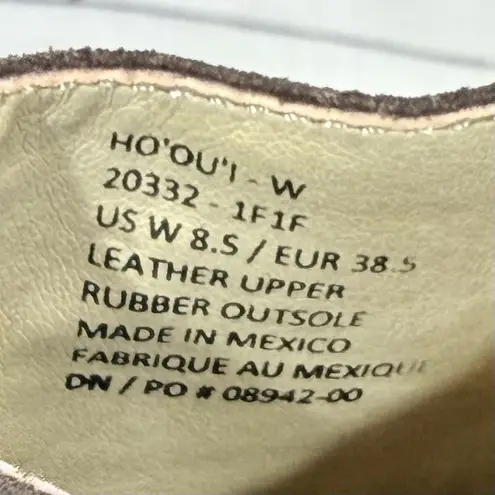 HO'OU'I - W
20332 - 1F1F
US W 8.5 / EUR 38.5
LEATHER UPPER
RUBBER OUTSOLE
MADE IN MEXICO
FABRIQUE AU MEXIQUE
DN / PO # 08942-00